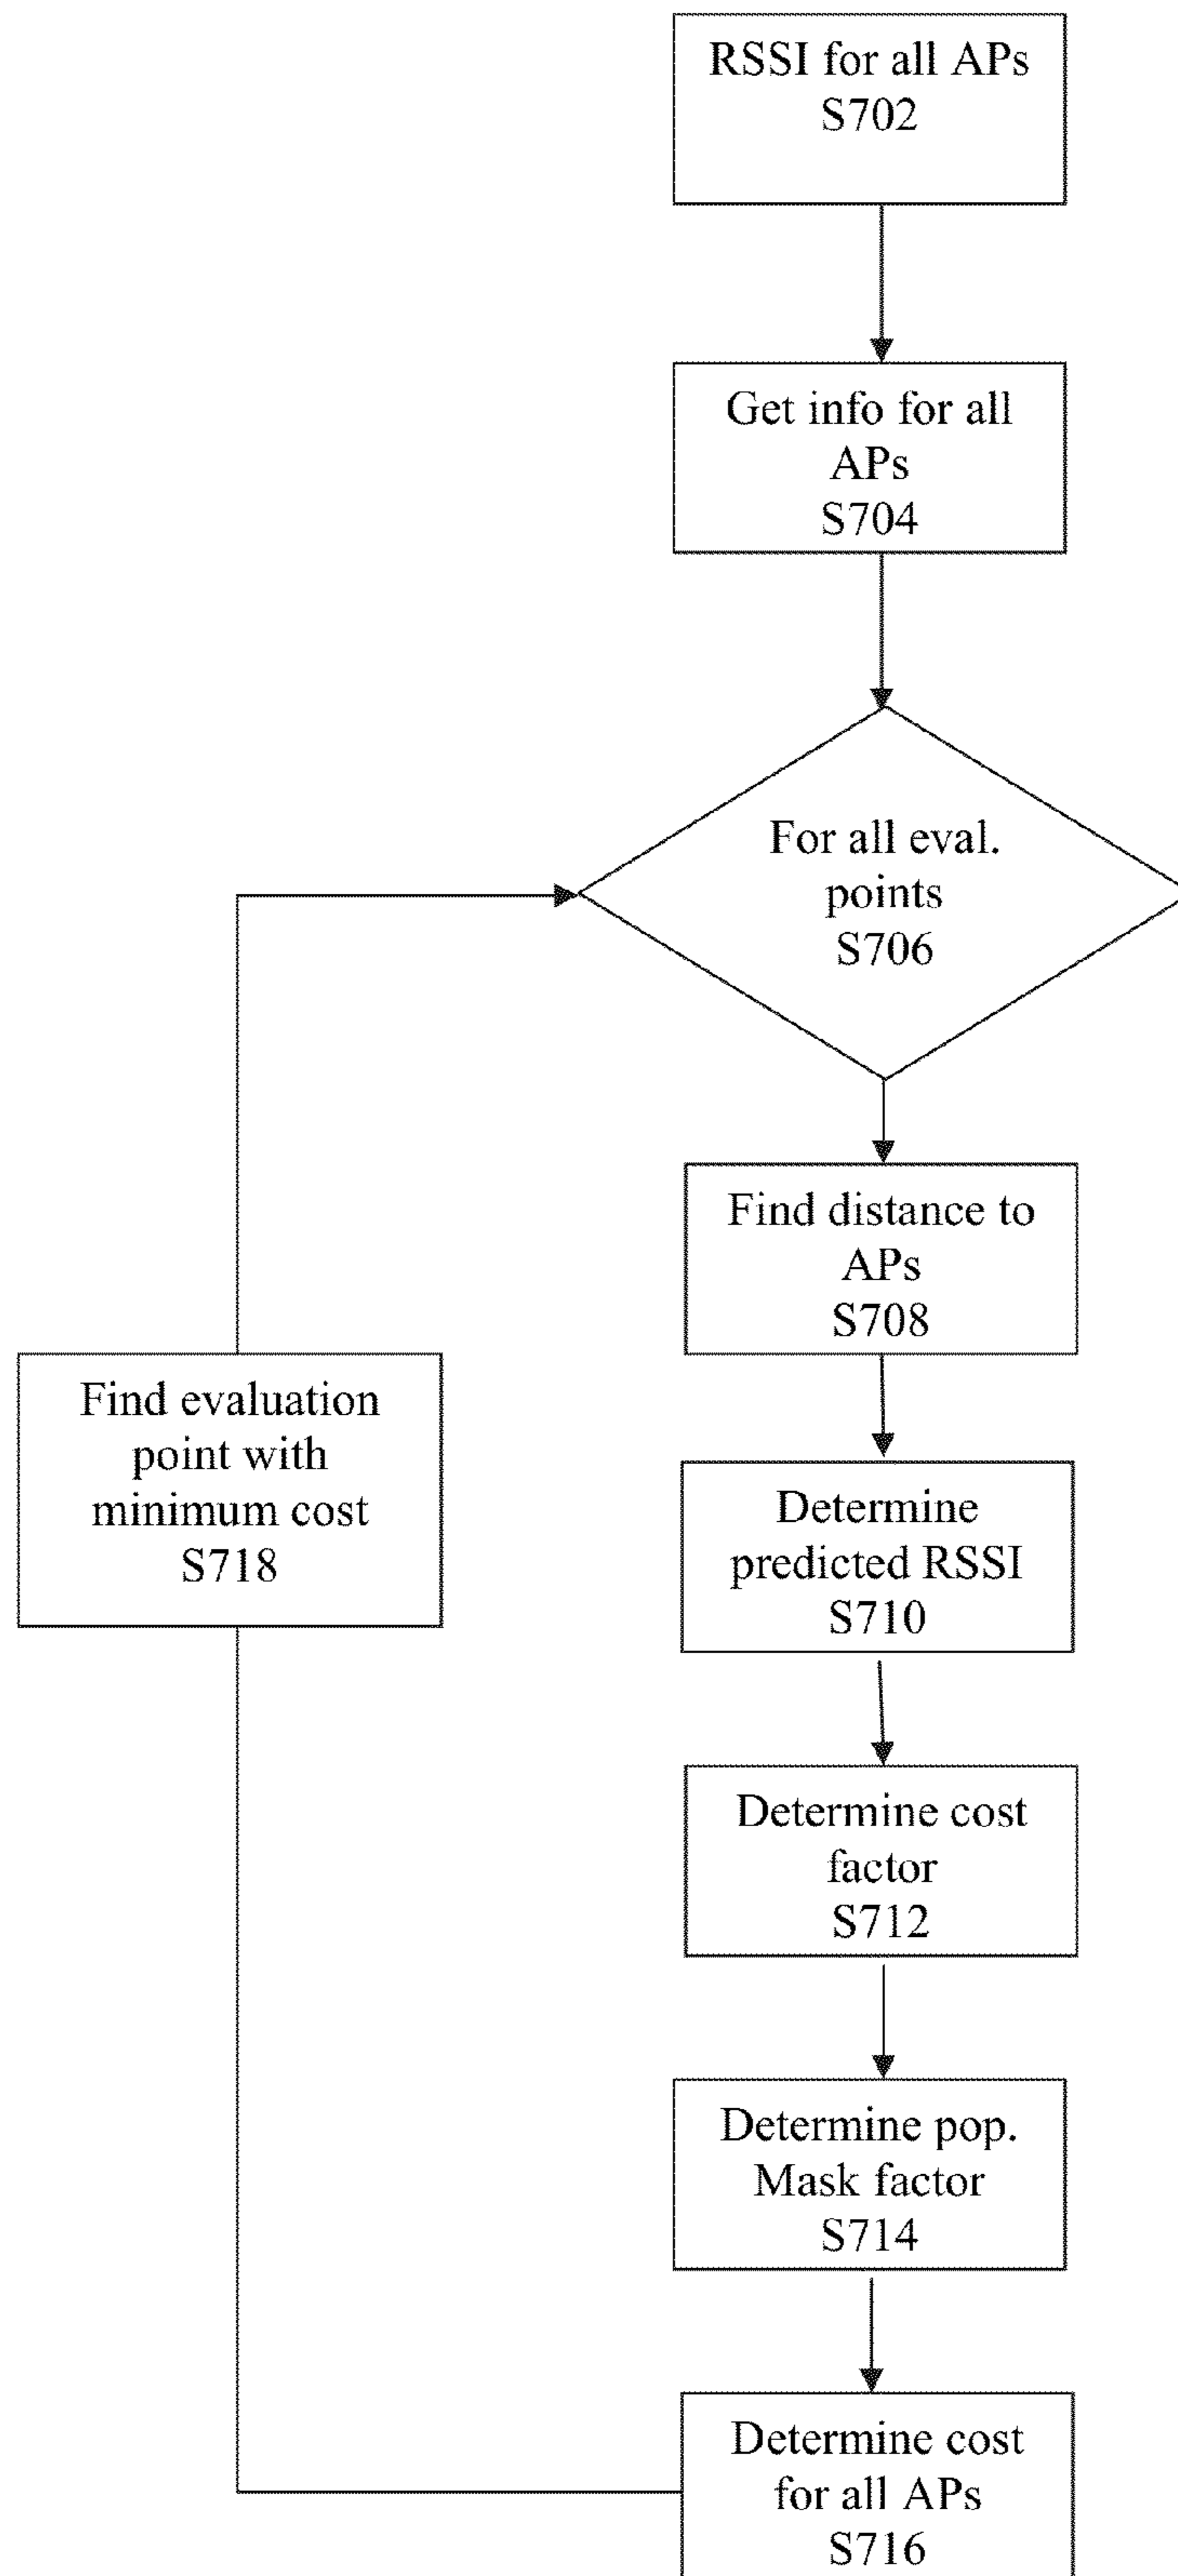 RSSI for all APs
S702
Get info for all
APs
S704
For all eval.
points
S706
Find distance to
APs
S708
Determine
predicted RSSI
S710
Determine cost
factor
S712
Determine pop.
Mask factor
S714
Determine cost
for all APs
S716
Find evaluation
point with
minimum cost
S718